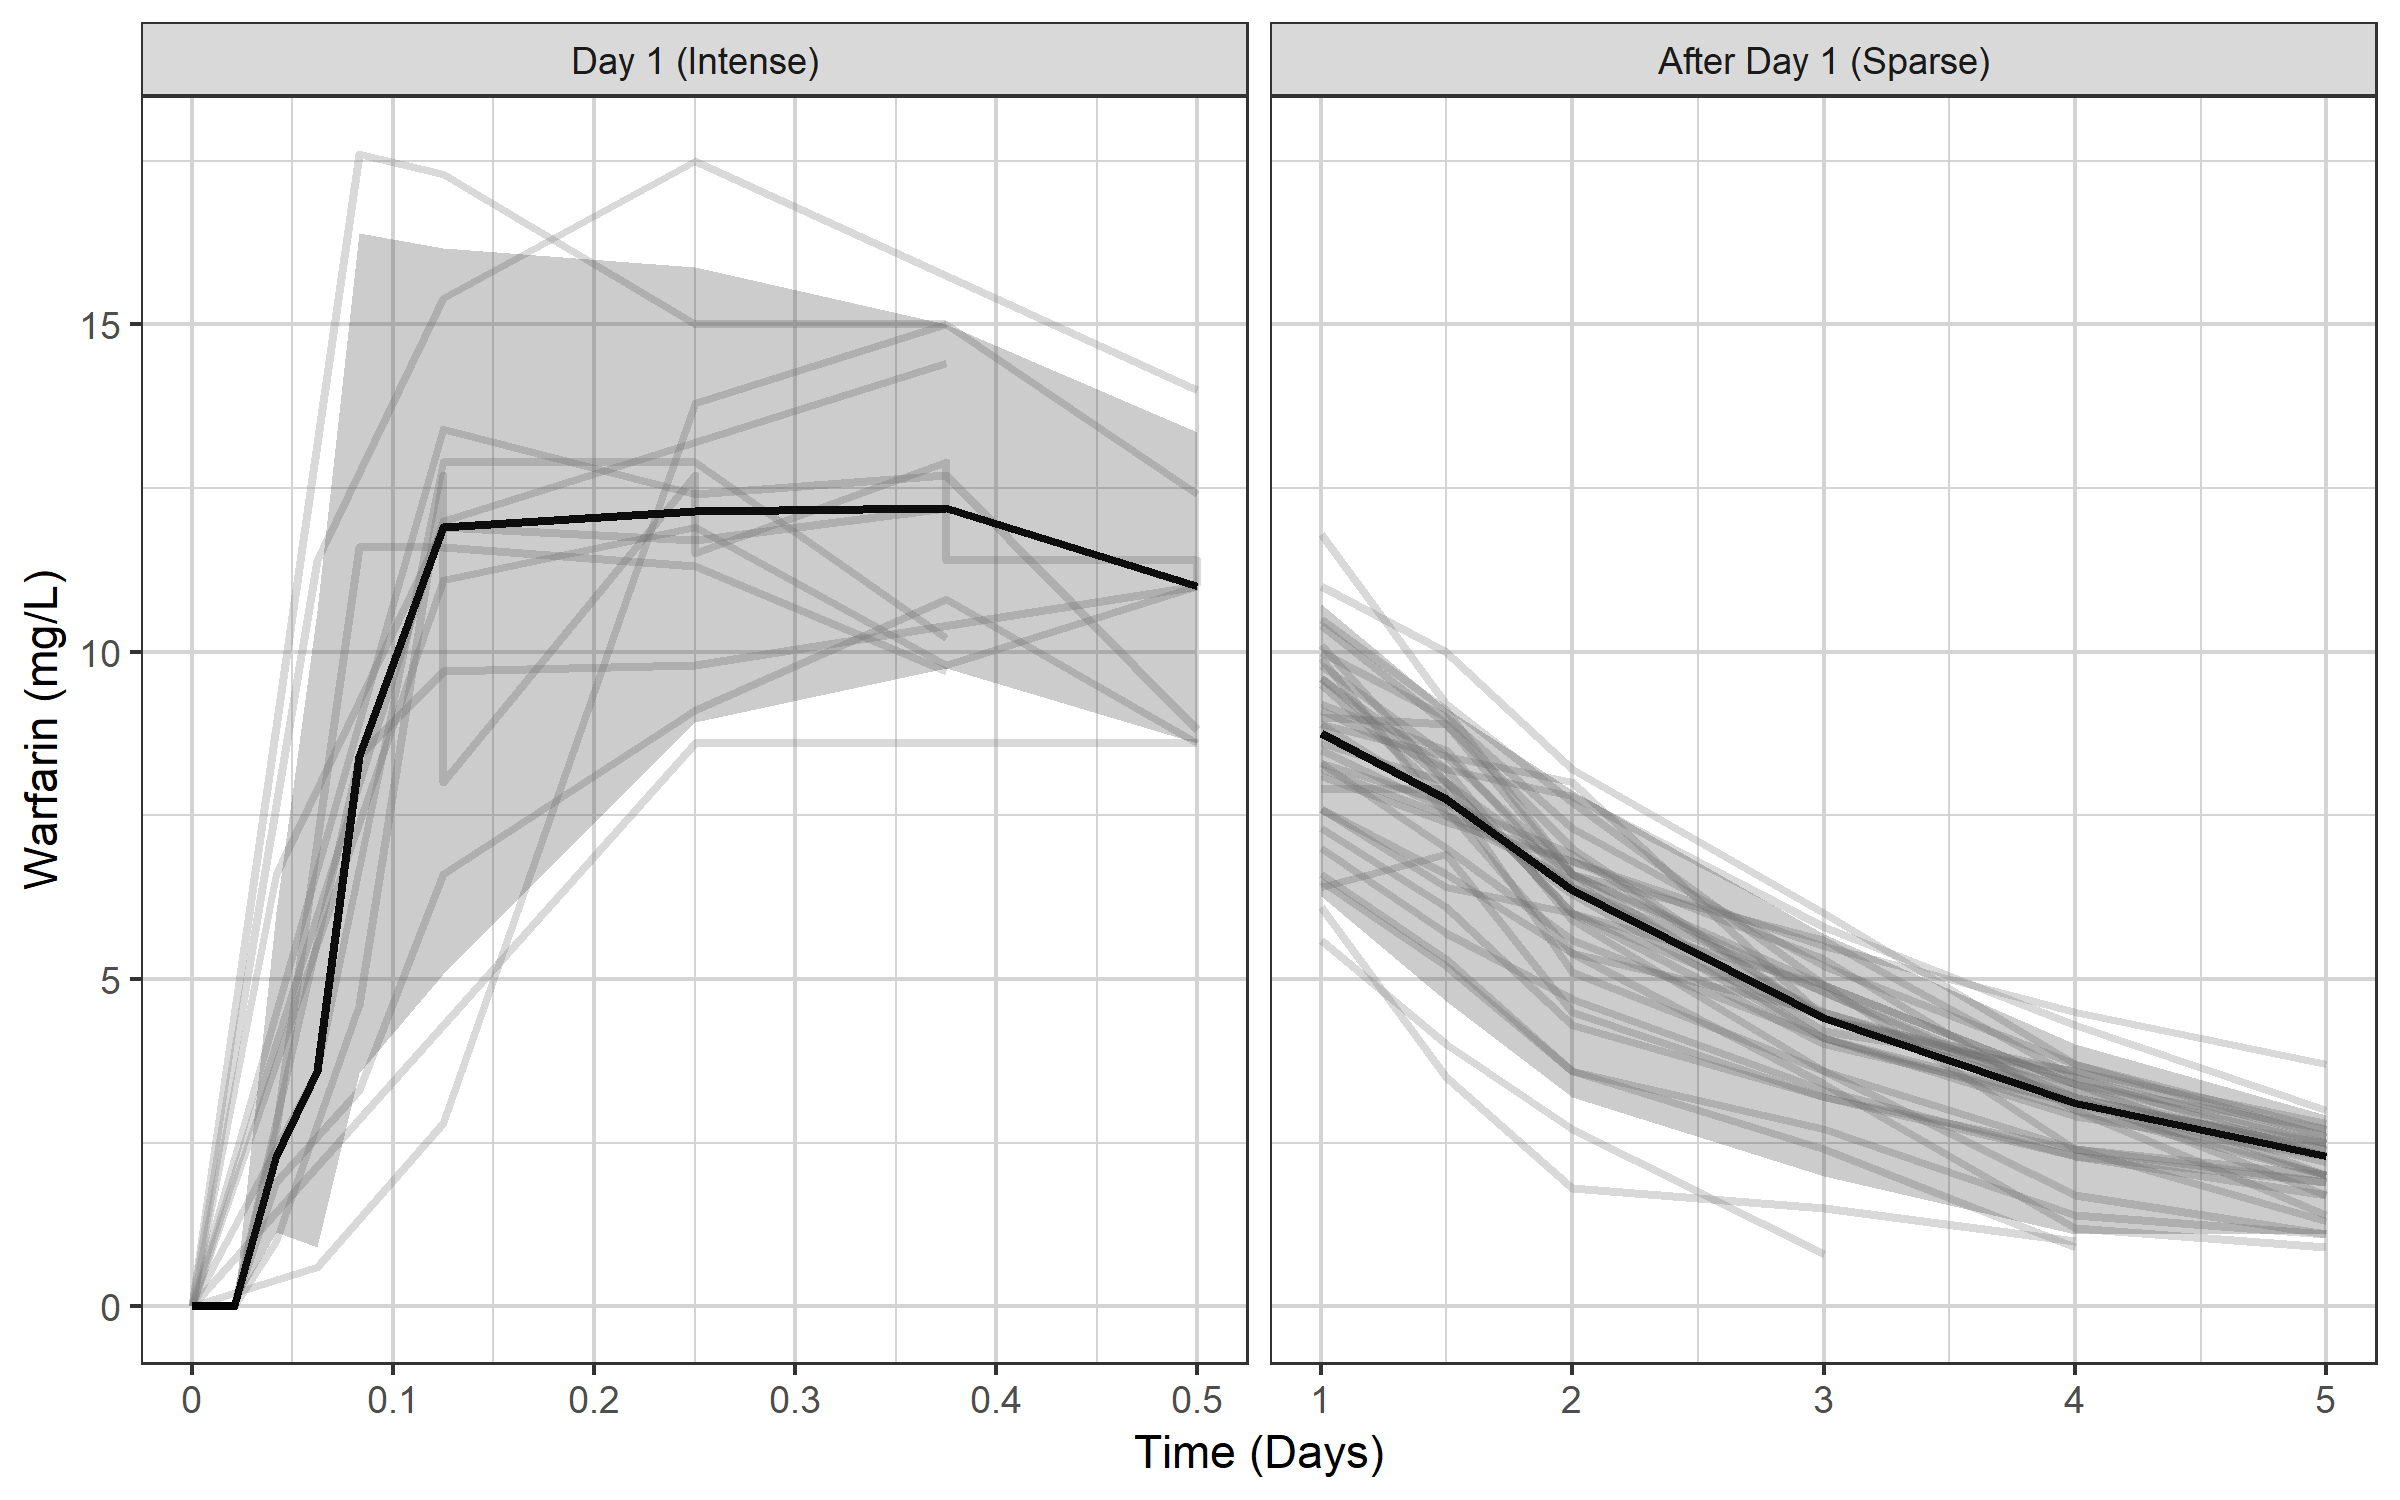 Day 1 (Intense)
After Day 1 (Sparse)
Warfarin (mg/L)
15
10
5
0
0 0.1 0.2 0.3 0.4 0.5
1 2 3 4 5
Time (Days)